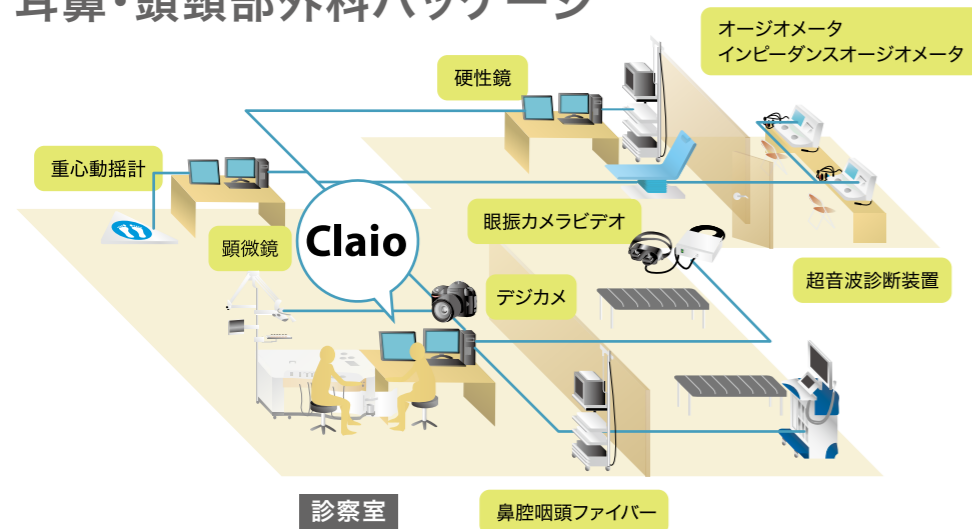 耳鼻・頭頸部外科パッケージ
オージオメータ
インピーダンスオージオメータ
硬性鏡
重心動揺計
眼振カメラビデオ
顕微鏡
Claio
超音波診断装置
デジカメ
診察室
鼻腔咽頭ファイバー